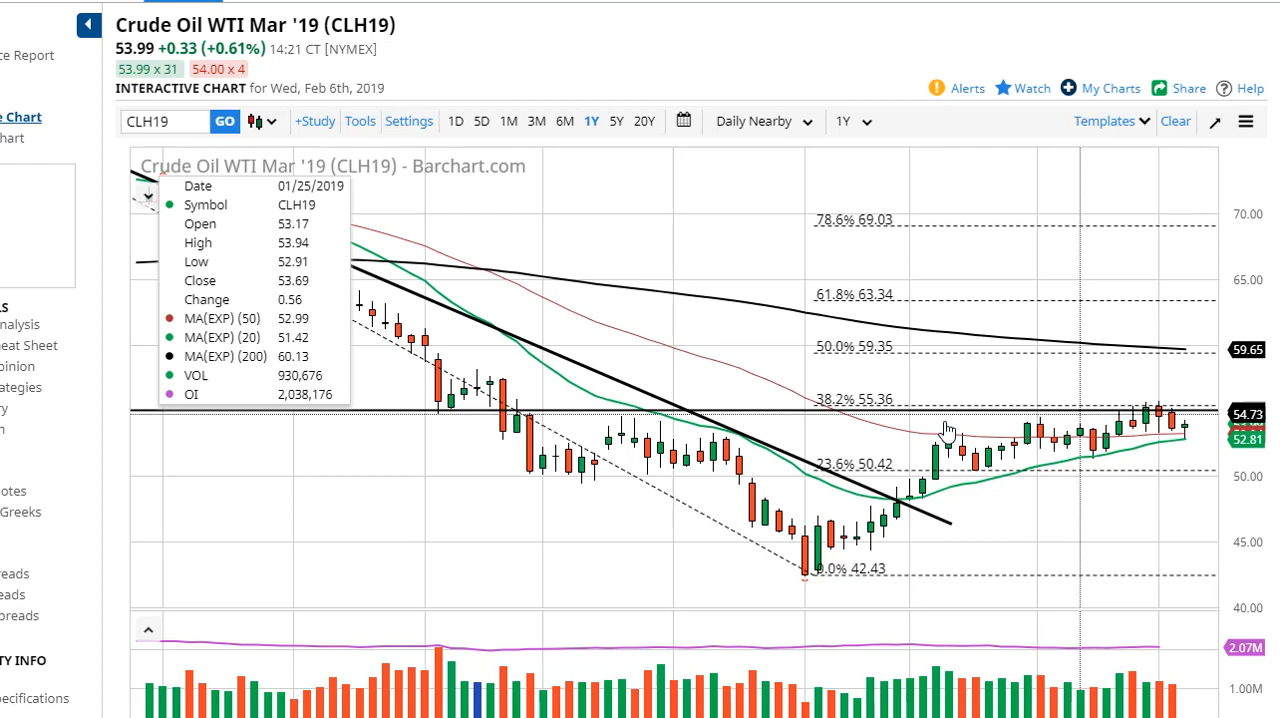 Crude Oil WTI Mar '19 (CLH19)
53.99 +0.33 (+0.61%) 14:21 CT [NYMEX]
53.99 x 31 54.00 x 4
INTERACTIVE CHART for Wed, Feb 6th, 2019
Alerts Watch My Charts Share ? Help
CLH19 GO +Study Tools Settings 1D 5D 1M 3M 6M 1Y 5Y 20Y Daily Nearby 1Y Templates Clear
Crude Oil WTI Mar '19 (CLH19) - Barchart.com
Date 01/25/2019
Symbol CLH19
Open 53.17
High 53.94
Low 52.91
Close 53.69
Change 0.56
MA(EXP) (50) 52.99
MA(EXP) (20) 51.42
MA(EXP) (200) 60.13
VOL 930,676
OI 2,038,176
78.6% 69.03
61.8% 63.34
50.0% 59.35
38.2% 55.36
23.6% 50.42
0.0% 42.43
70.00
65.00
59.65
54.73
52.81
50.00
45.00
40.00
2.07M
1.00M
ce Report
e Chart
hart
LS
nalysis
eat Sheet
pinion
rategies
ry
n
otes
Greeks
reads
eads
preads
TY INFO
pecifications